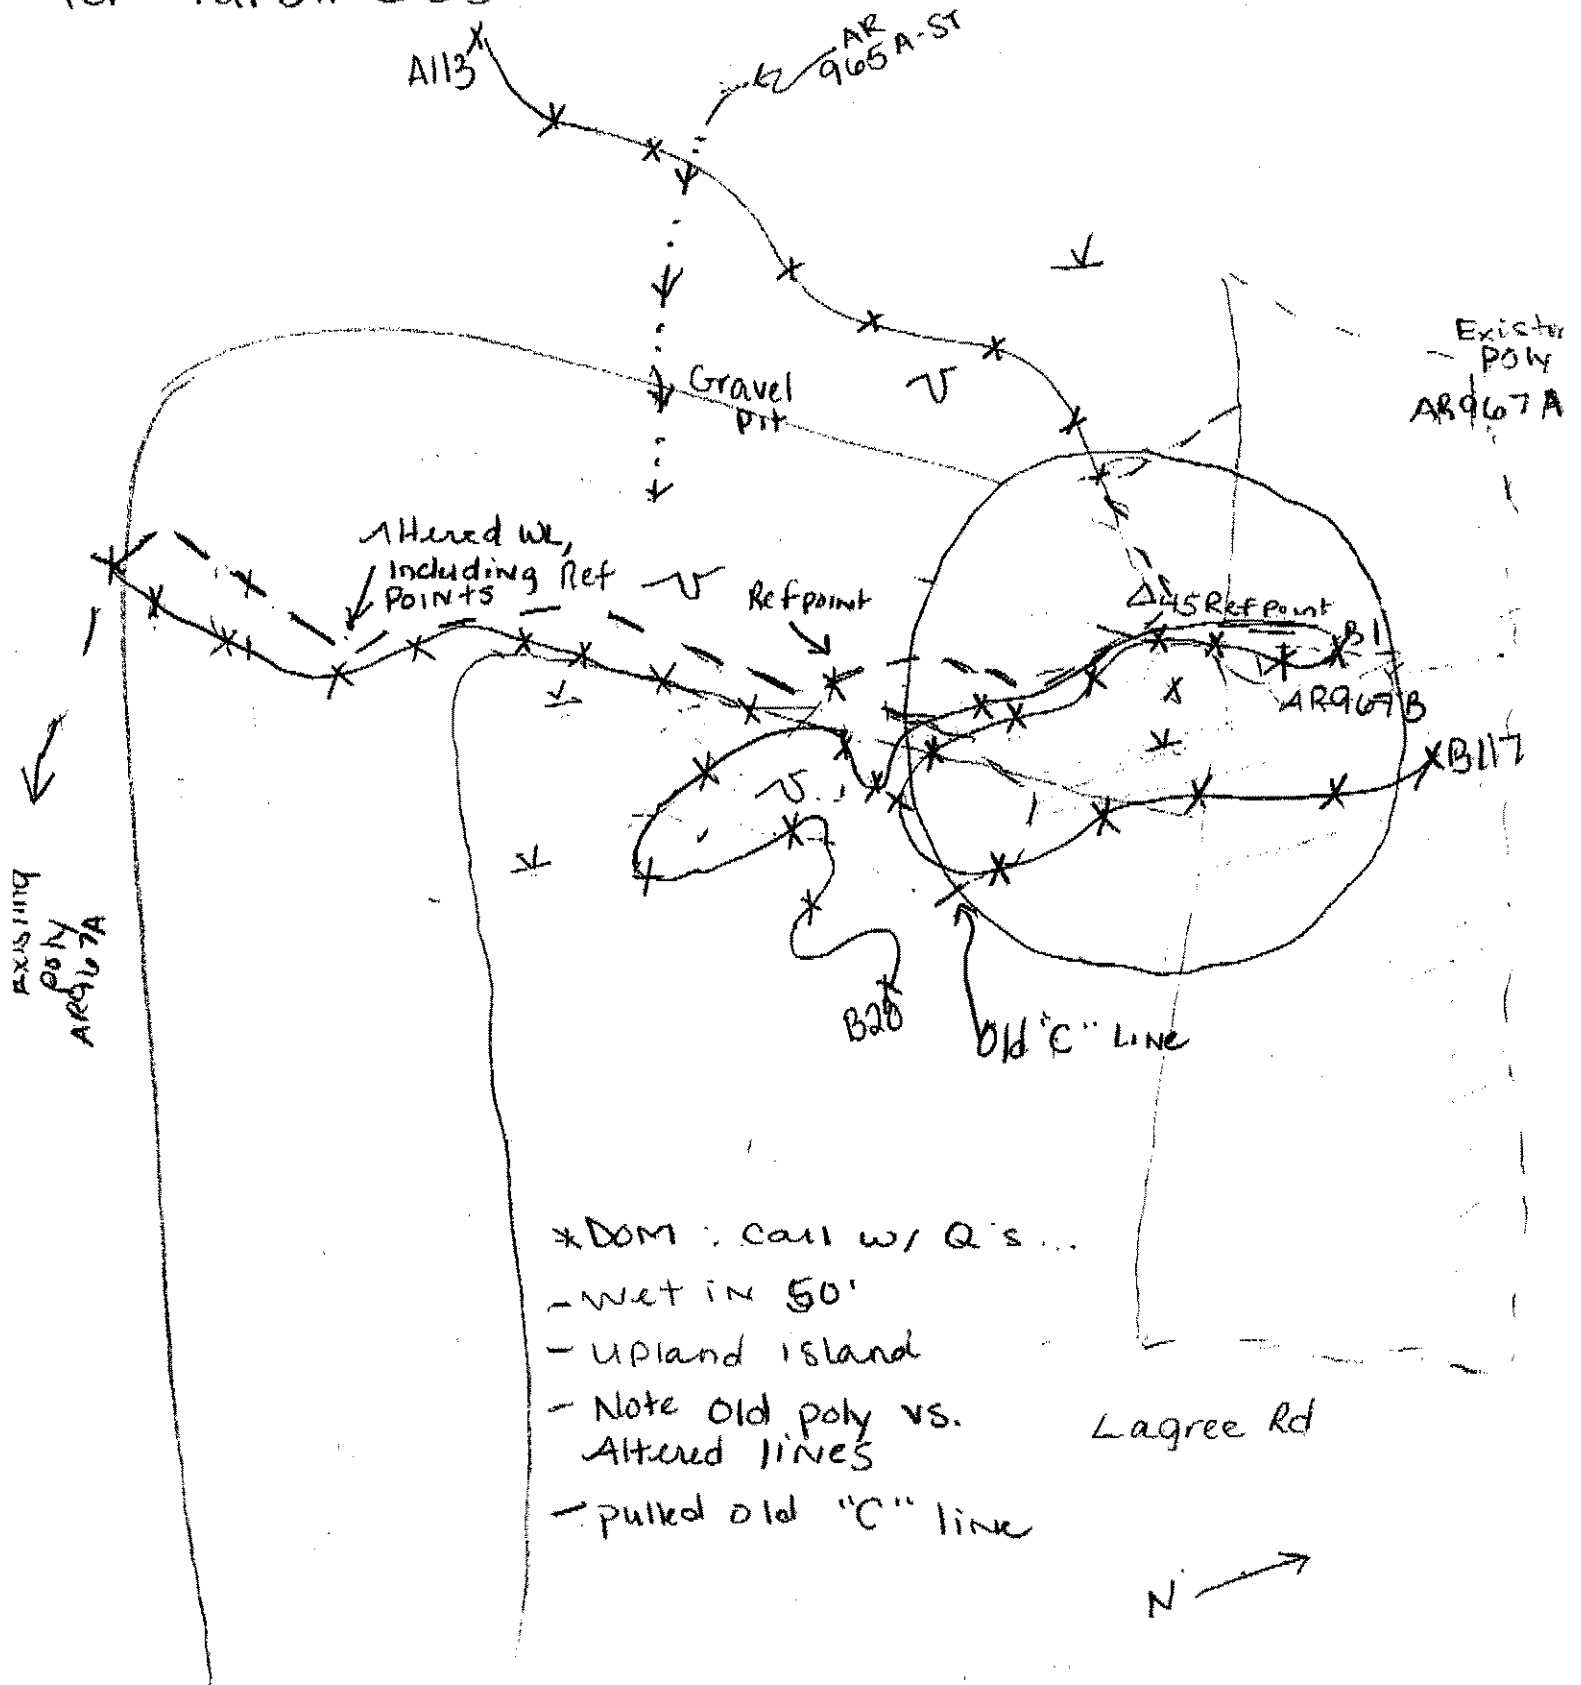 A113
AR
965A-ST
Gravel
pit
Poly
AR967A
Altered WL,
Including Ref
Points
Refpoint
Δ45 Refpoint
B1
AR967B
B117
Existing
poly
AR967A
B20
Old "C" LINE
*DOM : Call w/ Q's...
- Wet in 50'
- Upland island
- Note old poly vs.
Altered lines
- pulled old "C" line
Lagree Rd
N